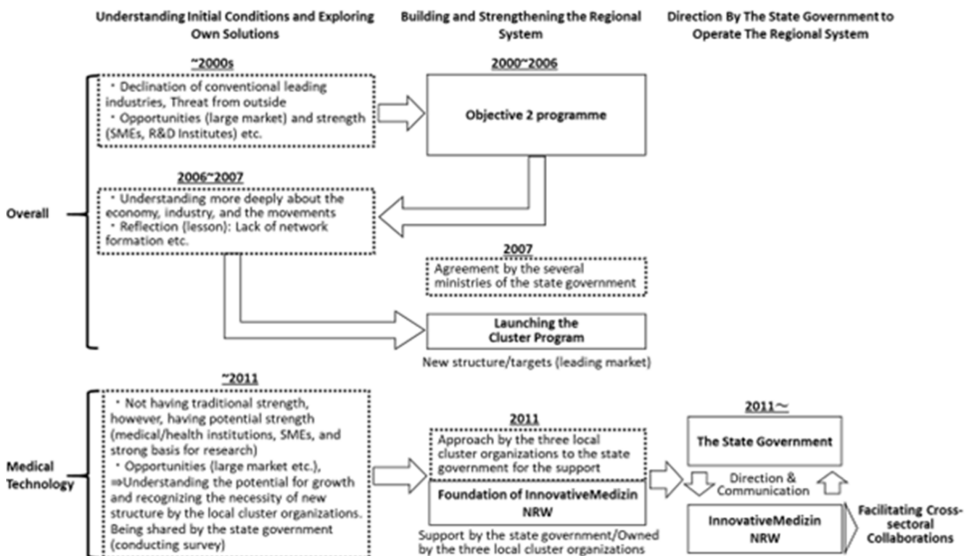 Understanding Initial Conditions and Exploring
Own Solutions
Building and Strengthening the Regional
System
Direction By The State Government to
Operate The Regional System
Overall
~2000s
・Declination of conventional leading
industries, Threat from outside
・Opportunities (large market) and strength
(SMEs, R&D Institutes) etc.
2000~2006
Objective 2 programme
2006~2007
・Understanding more deeply about the
economy, industry, and the movements
・Reflection (lesson): Lack of network
formation etc.
2007
Agreement by the several
ministries of the state government
Launching the
Cluster Program
New structure/targets (leading market)
Medical
Technology
~2011
・Not having traditional strength,
however, having potential strength
(medical/health institutions, SMEs, and
strong basis for research)
・Opportunities (large market etc.),
⇒Understanding the potential for growth
and recognizing the necessity of new
structure by the local cluster organizations.
Being shared by the state government
(conducting survey)
2011
Approach by the three local
cluster organizations to the state
government for the support
Foundation of InnovativeMedizin
NRW
Support by the state government/Owned
by the three local cluster organizations
2011～
The State Government
Direction &
Communication
InnovativeMedizin
NRW
Facilitating Cross-
sectoral
Collaborations